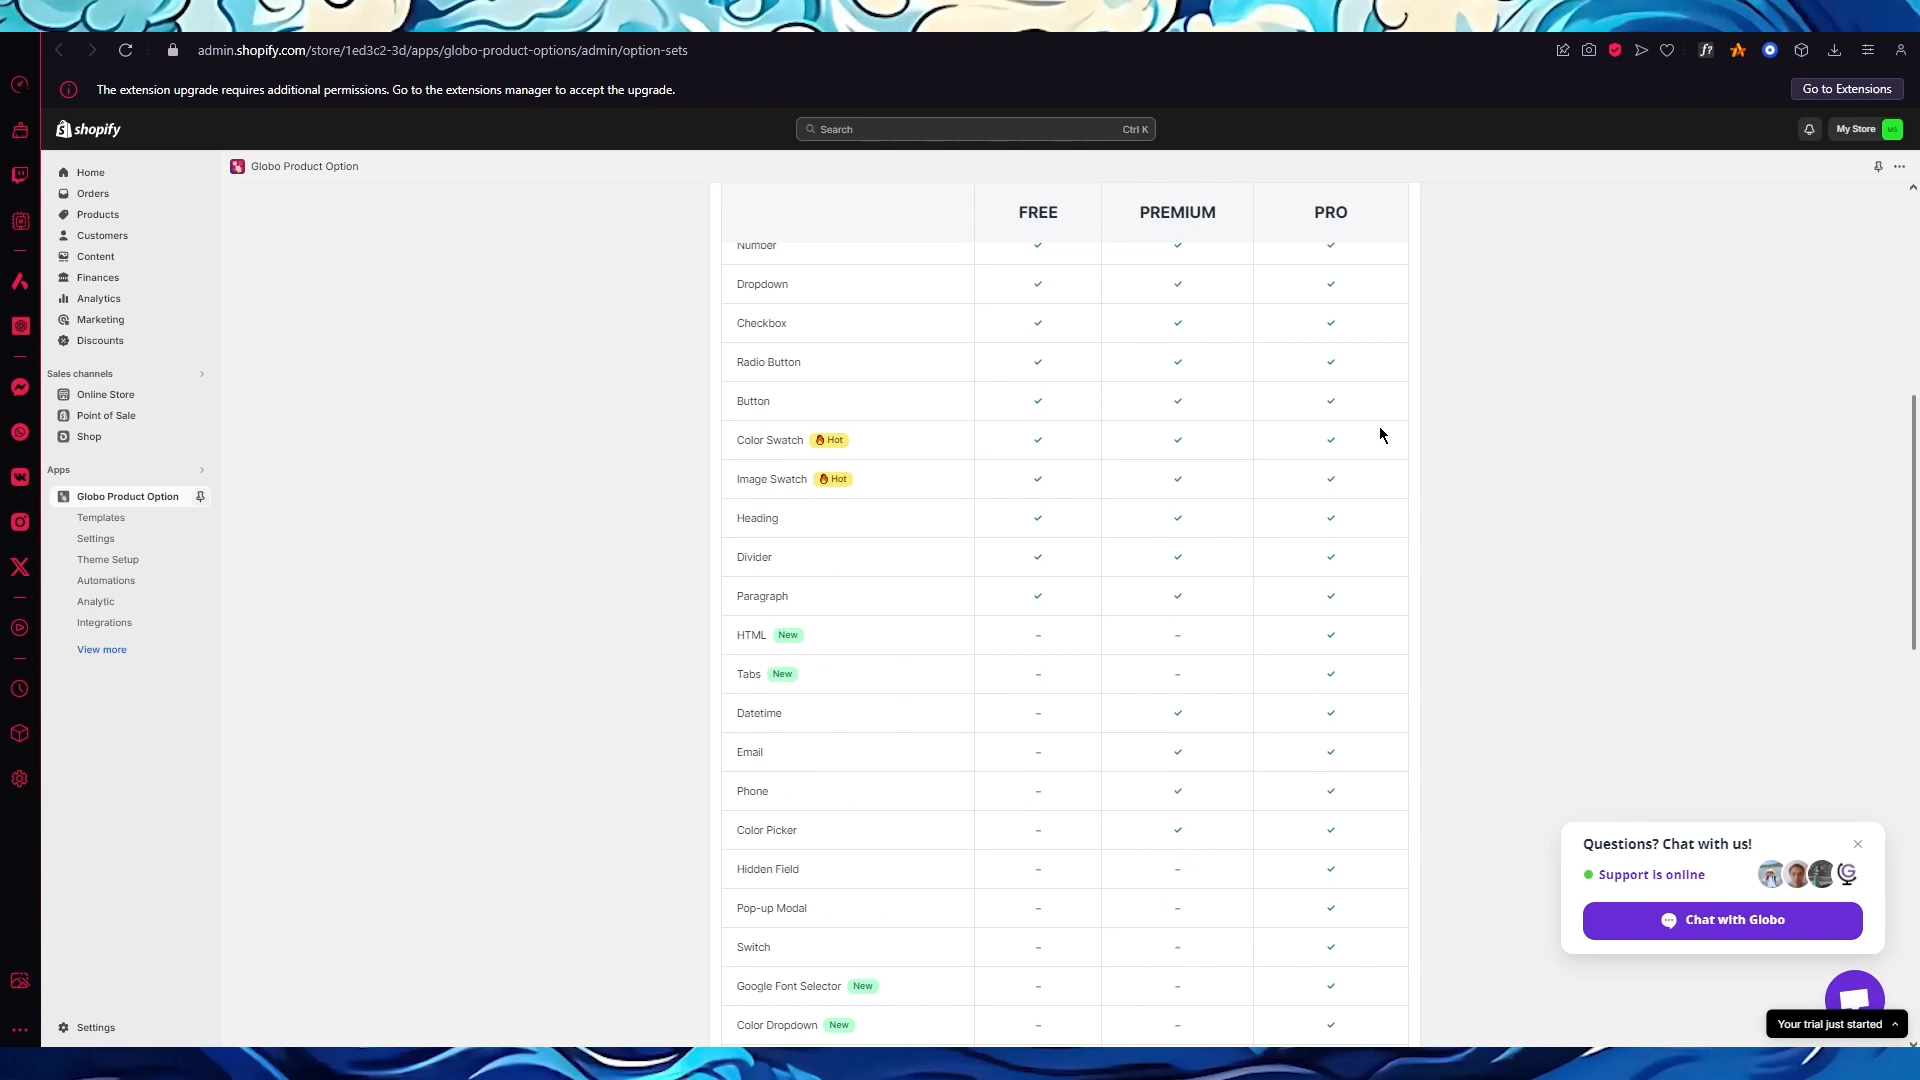 admin.shopify.com/store/1ed3c2-3d/apps/globo-product-options/admin/option-sets
The extension upgrade requires additional permissions. Go to the extensions manager to accept the upgrade.
Go to Extensions
shopify
Search
Ctrl K
My Store
MS
Globo Product Option
Home
Orders
Products
Customers
Content
Finances
Analytics
Marketing
Discounts
Sales channels
Online Store
Point of Sale
Shop
Apps
Globo Product Option
Templates
Settings
Theme Setup
Automations
Analytic
Integrations
View more
Settings
FREE PREMIUM PRO
Number
Dropdown
Checkbox
Radio Button
Button
Color Swatch Hot
Image Swatch Hot
Heading
Divider
Paragraph
HTML New
Tabs New
Datetime
Email
Phone
Color Picker
Hidden Field
Pop-up Modal
Switch
Google Font Selector New
Color Dropdown New
Questions? Chat with us!
Support is online
Chat with Globo
Your trial just started